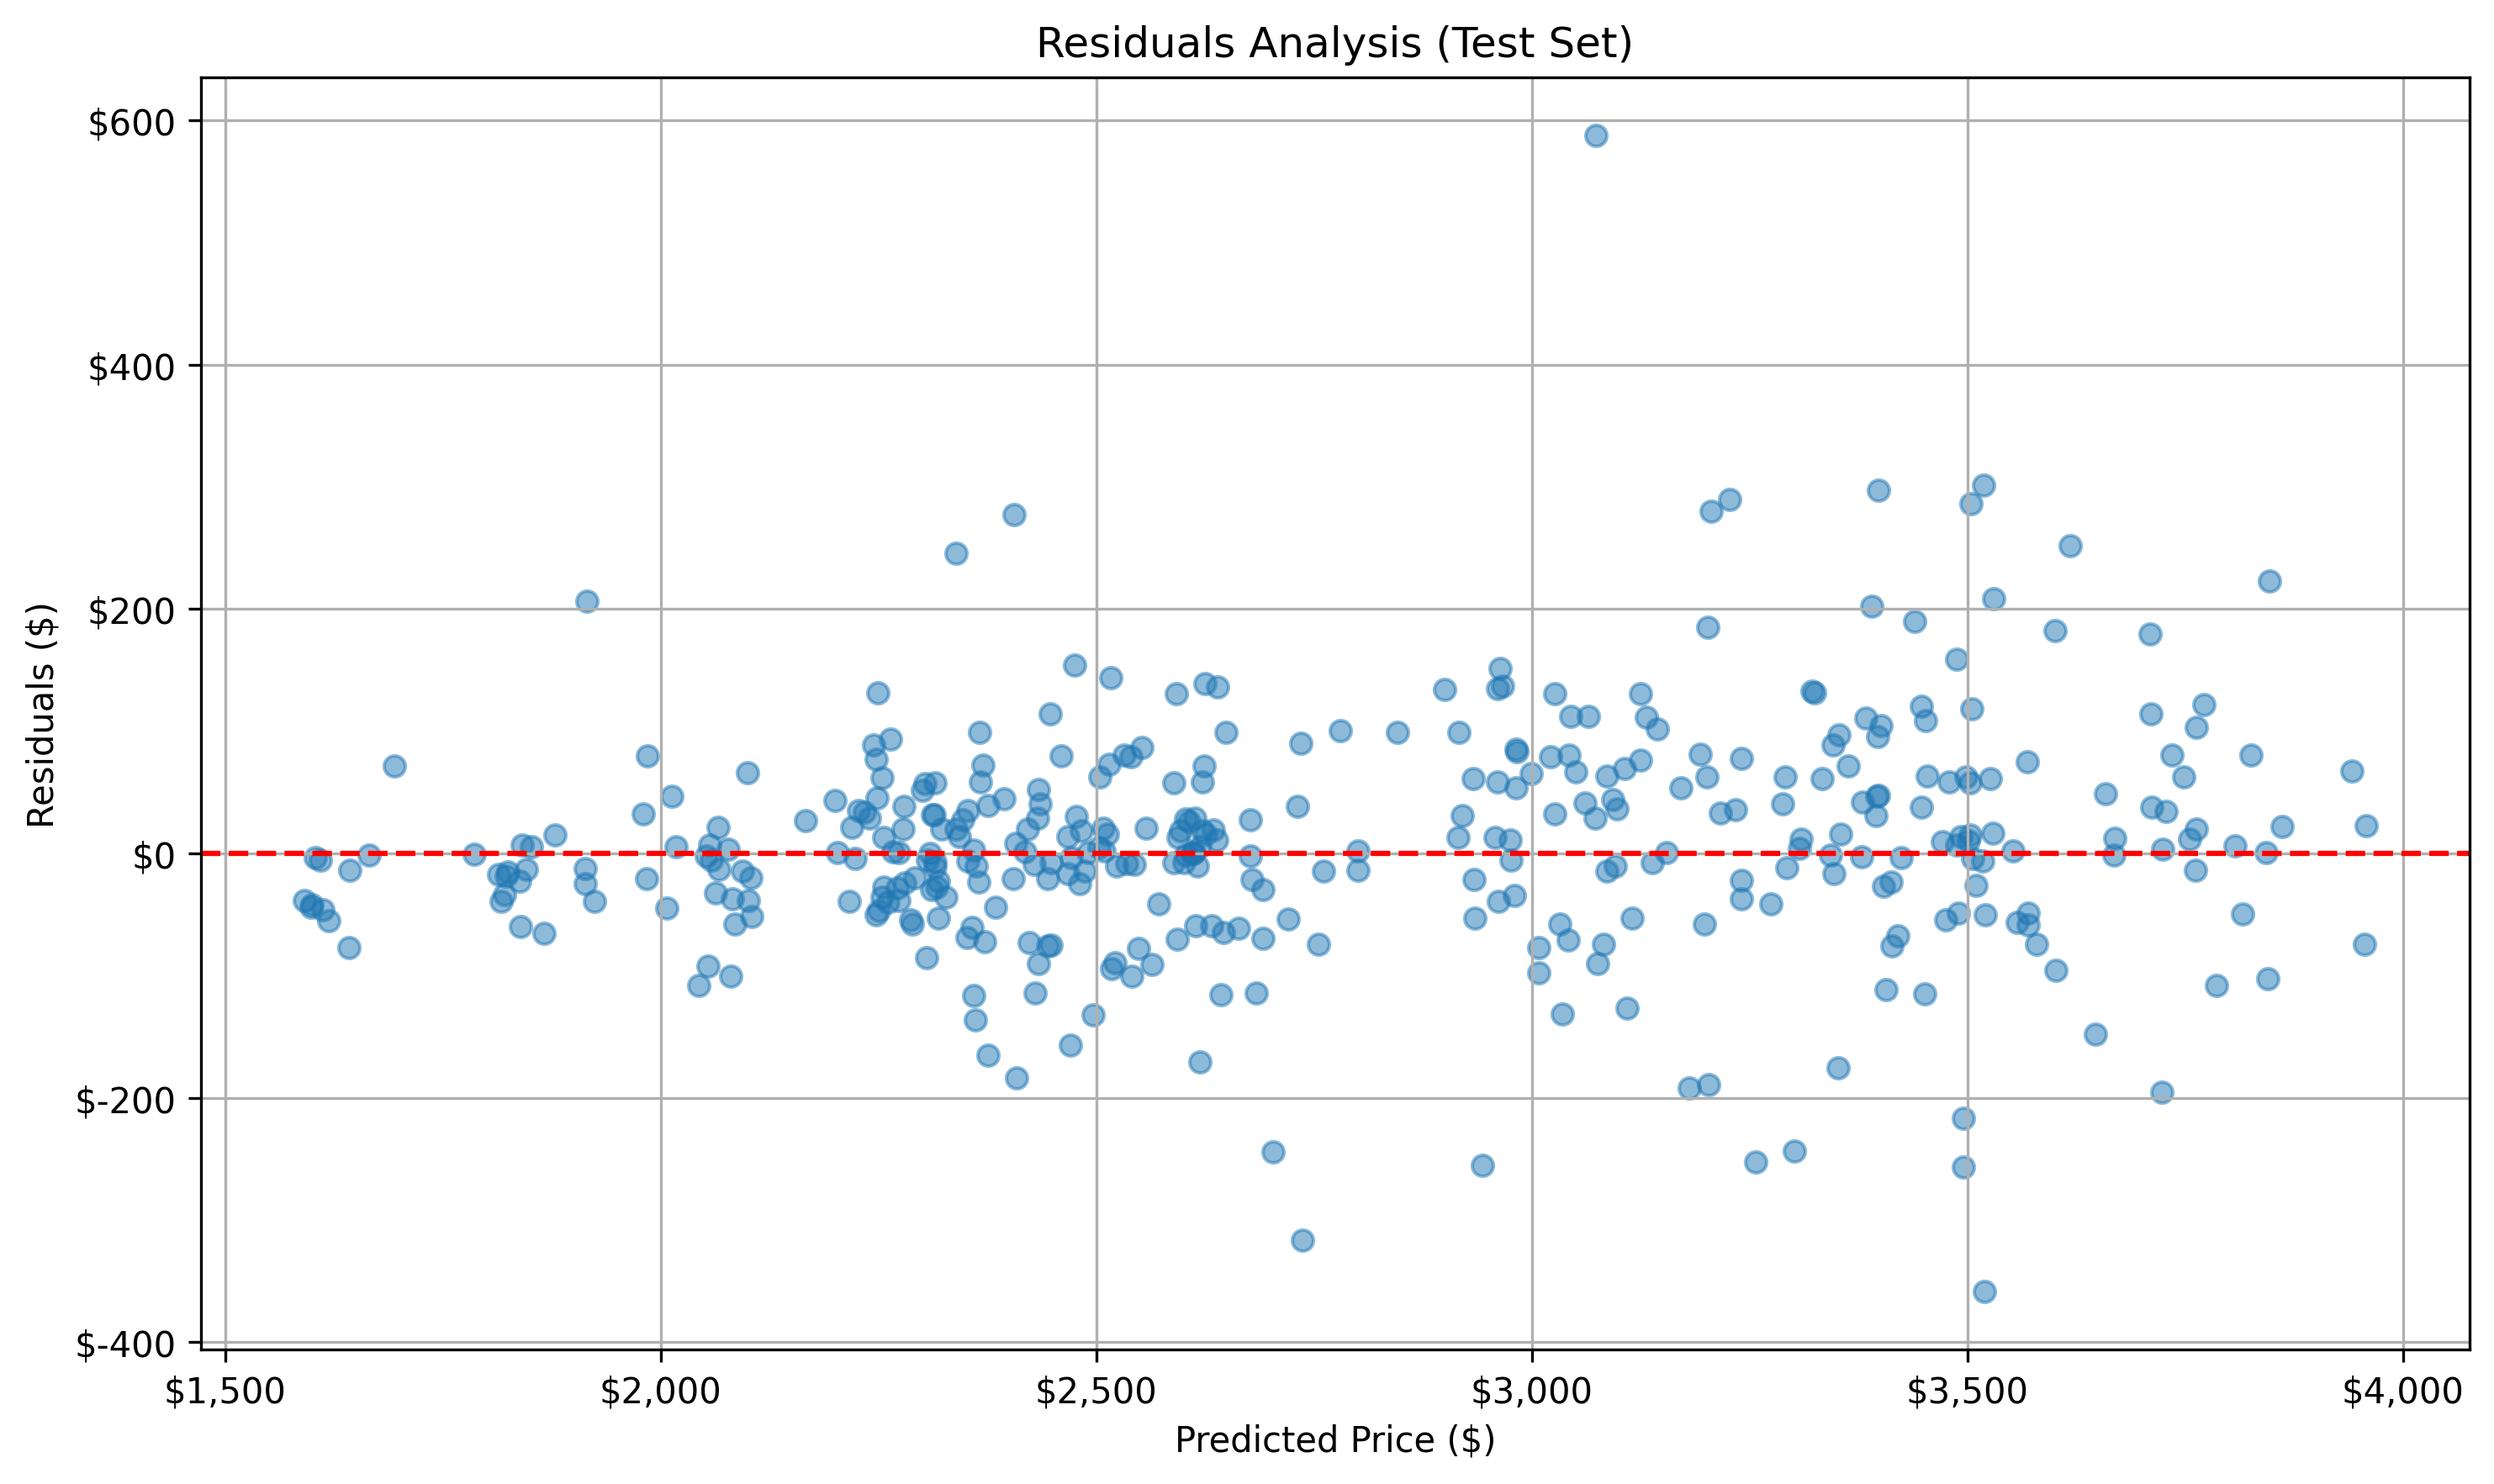 Residuals Analysis (Test Set)
$600
$400
$200
$0
$-200
$-400
Residuals ($)
$1,500 $2,000 $2,500 $3,000 $3,500 $4,000
Predicted Price ($)